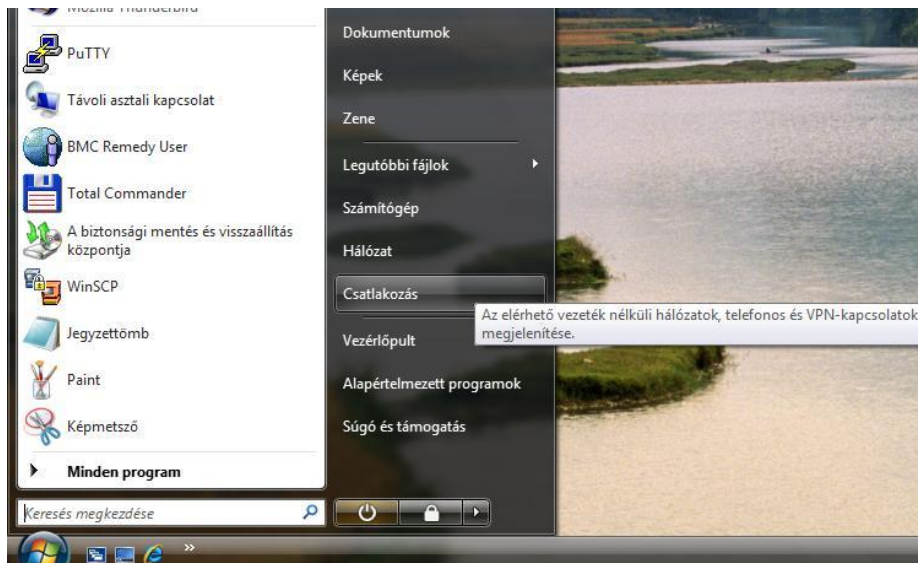 Mozilla Thunderbird
PuTTY
Távoli asztali kapcsolat
BMC Remedy User
Total Commander
A biztonsági mentés és visszaállítás
központja
WinSCP
Jegyzettömb
Paint
Képmetsző
Minden program
Keresés megkezdése
Dokumentumok
Képek
Zene
Legutóbbi fájlok
Számítógép
Hálózat
Csatlakozás
Az elérhető vezeték nélküli hálózatok, telefonos és VPN-kapcsolatok
megjelenítése.
Vezérlőpult
Alapértelmezett programok
Súgó és támogatás